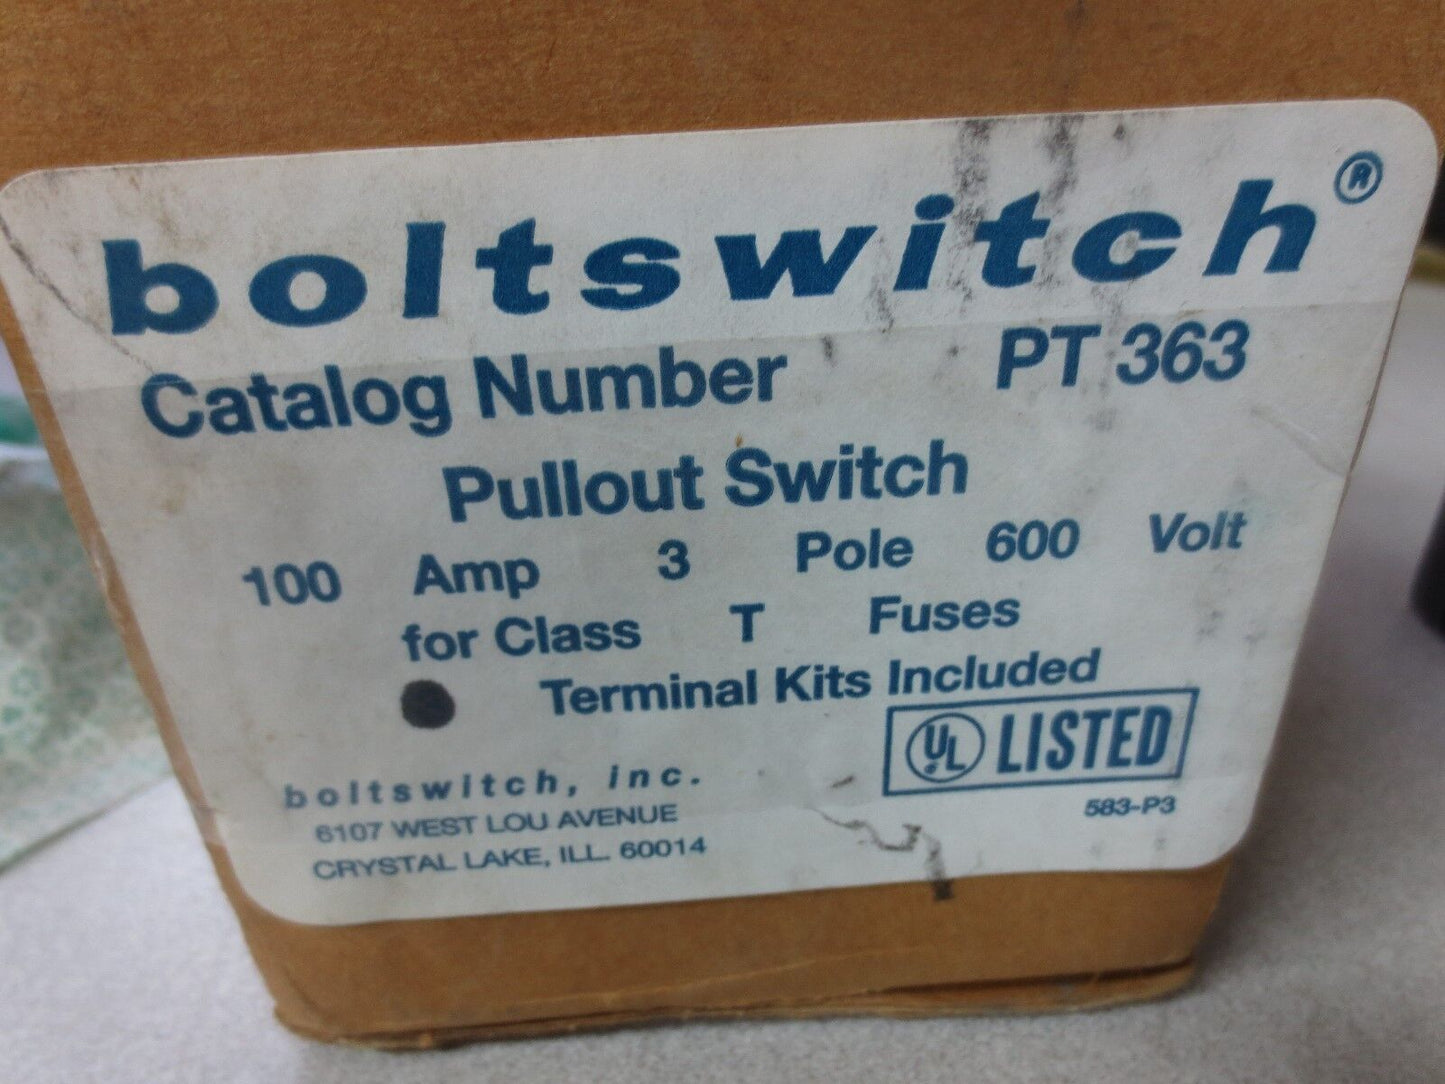 boltswitch®
Catalog Number PT 363
Pullout Switch
100 Amp 3 Pole 600 Volt
for Class T Fuses
● Terminal Kits Included
UL LISTED
583-P3
boltswitch, inc.
6107 WEST LOU AVENUE
CRYSTAL LAKE, ILL. 60014